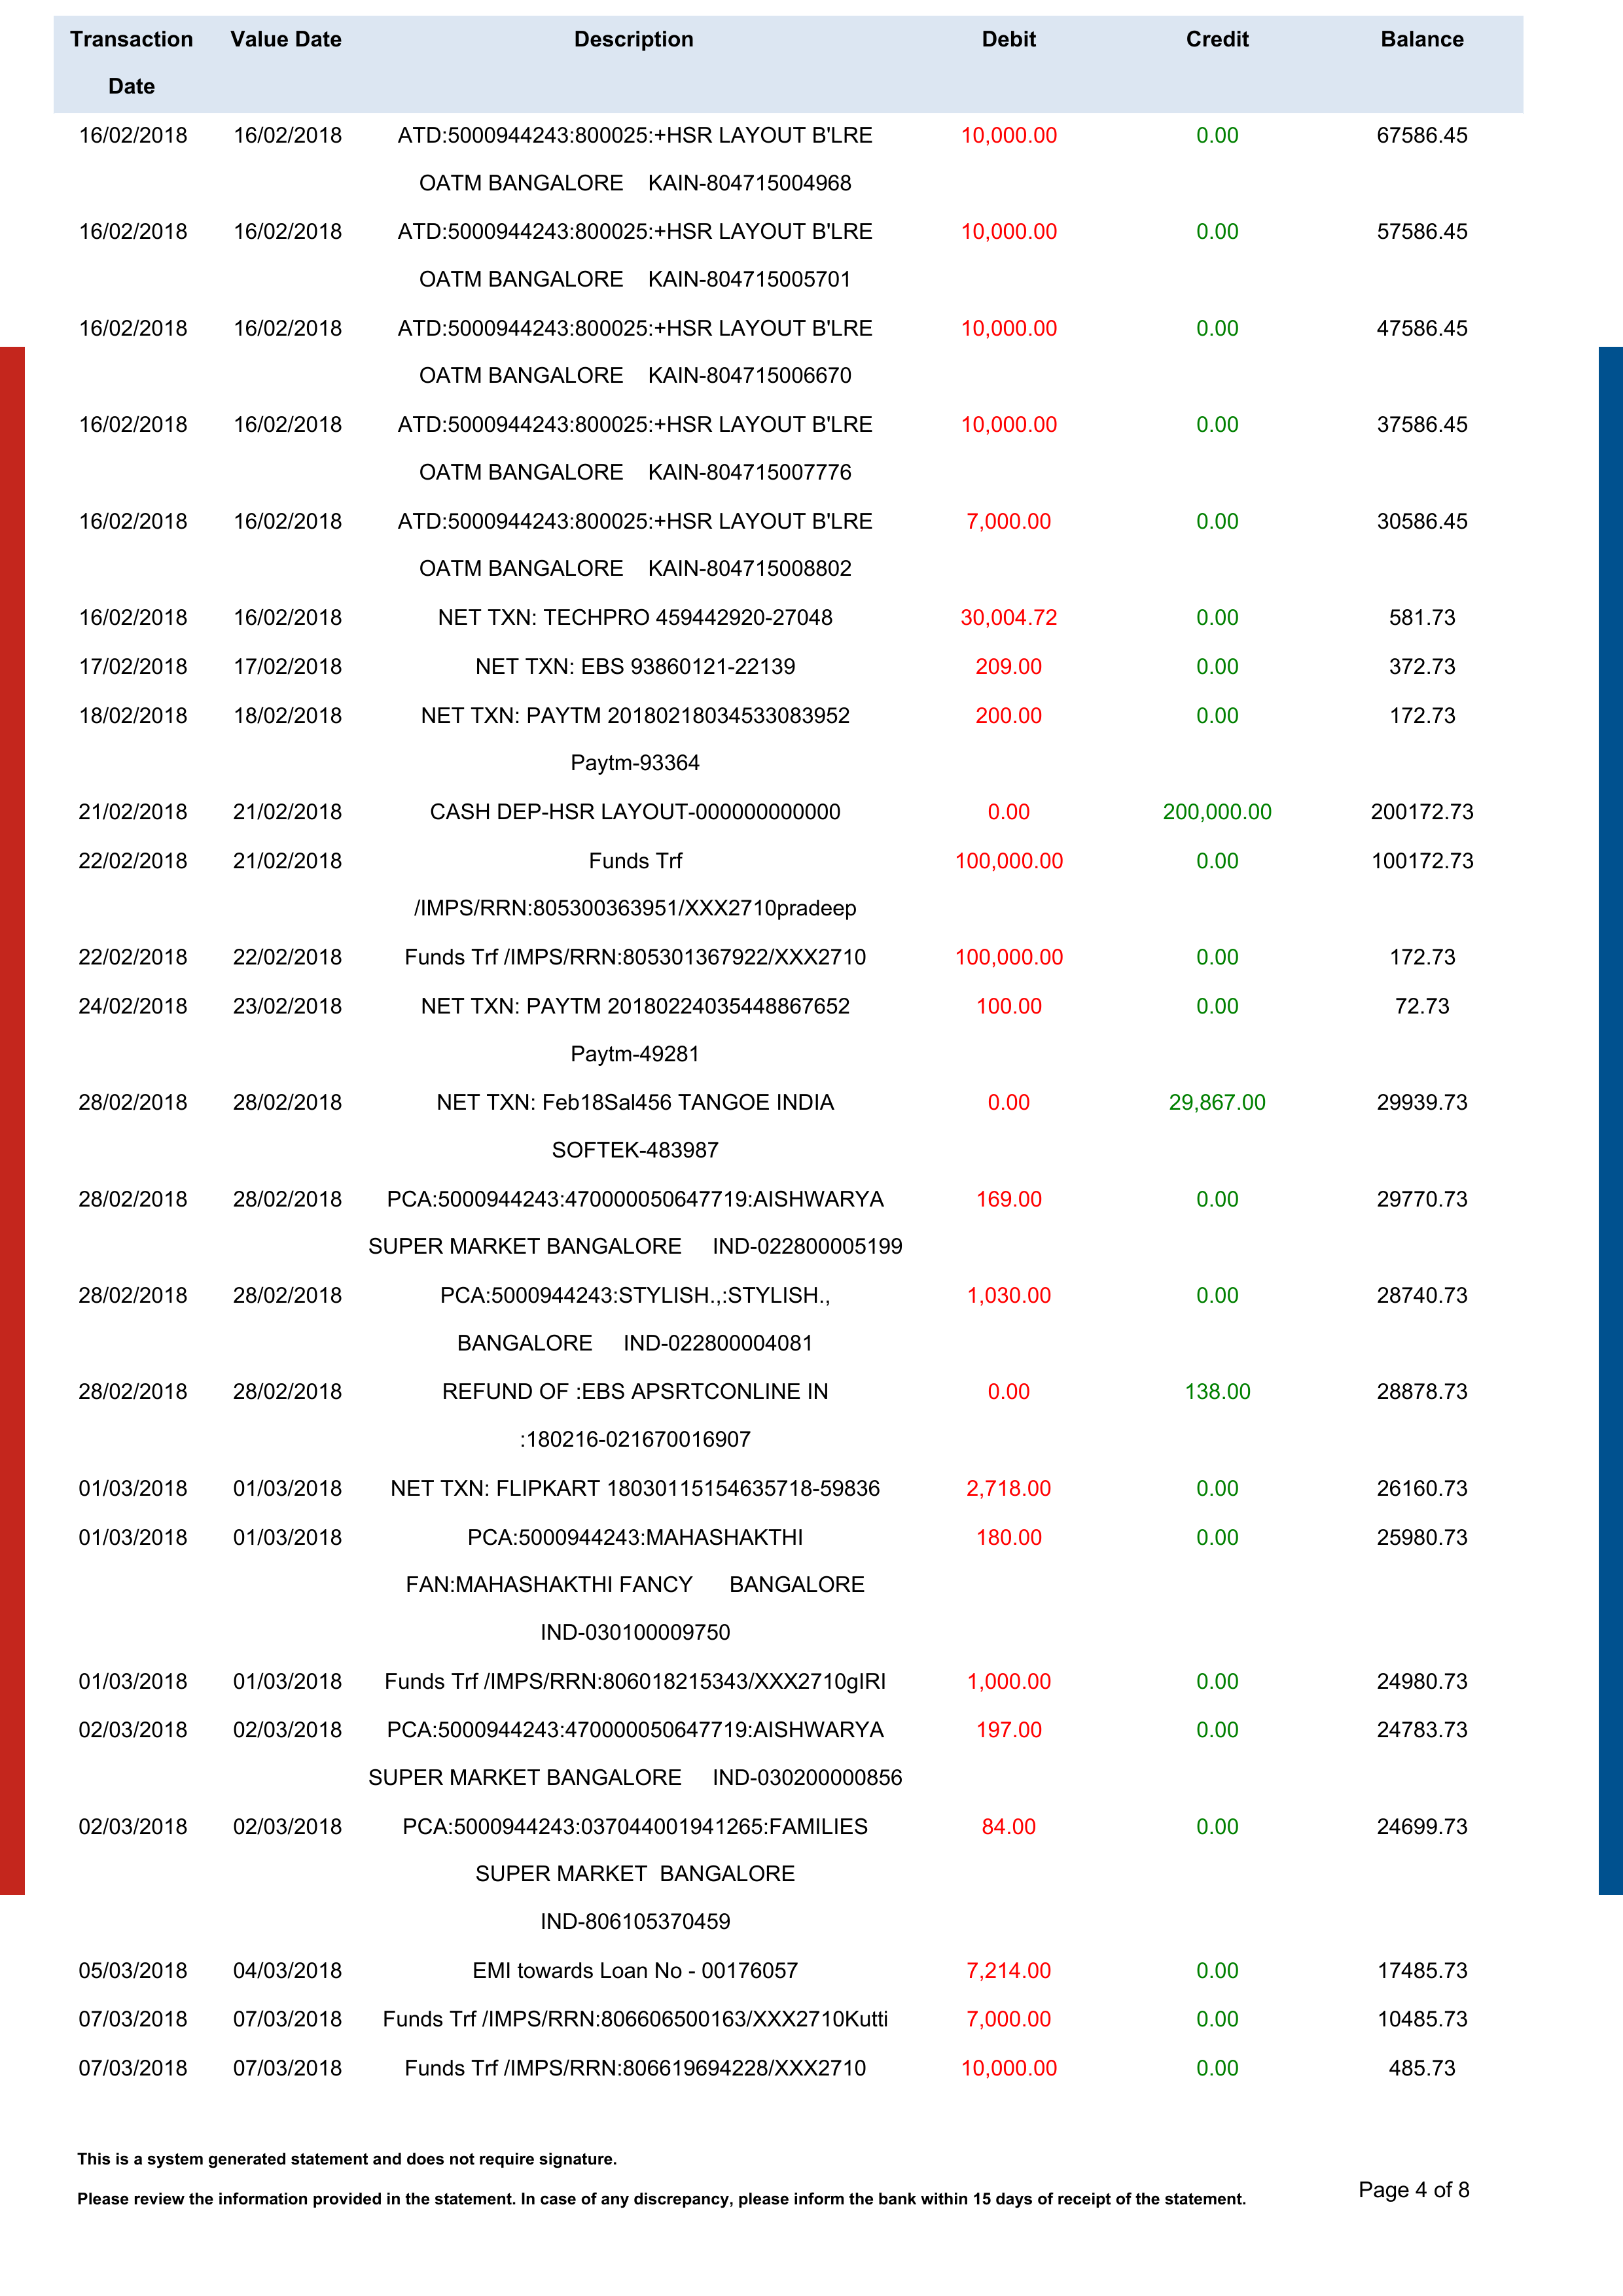 Transaction Date Value Date Description Debit Credit Balance
16/02/2018 16/02/2018 ATD:5000944243:800025:+HSR LAYOUT B'LRE 10,000.00 0.00 67586.45
OATM BANGALORE KAIN-804715004968
16/02/2018 16/02/2018 ATD:5000944243:800025:+HSR LAYOUT B'LRE 10,000.00 0.00 57586.45
OATM BANGALORE KAIN-804715005701
16/02/2018 16/02/2018 ATD:5000944243:800025:+HSR LAYOUT B'LRE 10,000.00 0.00 47586.45
OATM BANGALORE KAIN-804715006670
16/02/2018 16/02/2018 ATD:5000944243:800025:+HSR LAYOUT B'LRE 10,000.00 0.00 37586.45
OATM BANGALORE KAIN-804715007776
16/02/2018 16/02/2018 ATD:5000944243:800025:+HSR LAYOUT B'LRE 7,000.00 0.00 30586.45
OATM BANGALORE KAIN-804715008802
16/02/2018 16/02/2018 NET TXN: TECHPRO 459442920-27048 30,004.72 0.00 581.73
17/02/2018 17/02/2018 NET TXN: EBS 93860121-22139 209.00 0.00 372.73
18/02/2018 18/02/2018 NET TXN: PAYTM 20180218034533083952 200.00 0.00 172.73
Paytm-93364
21/02/2018 21/02/2018 CASH DEP-HSR LAYOUT-000000000000 0.00 200,000.00 200172.73
22/02/2018 21/02/2018 Funds Trf 100,000.00 0.00 100172.73
/IMPS/RRN:805300363951/XXX2710pradeep
22/02/2018 22/02/2018 Funds Trf /IMPS/RRN:805301367922/XXX2710 100,000.00 0.00 172.73
24/02/2018 23/02/2018 NET TXN: PAYTM 20180224035448867652 100.00 0.00 72.73
Paytm-49281
28/02/2018 28/02/2018 NET TXN: Feb18Sal456 TANGOE INDIA 0.00 29,867.00 29939.73
SOFTEK-483987
28/02/2018 28/02/2018 PCA:5000944243:470000050647719:AISHWARYA 169.00 0.00 29770.73
SUPER MARKET BANGALORE IND-022800005199
28/02/2018 28/02/2018 PCA:5000944243:STYLISH.,:STYLISH., 1,030.00 0.00 28740.73
BANGALORE IND-022800004081
28/02/2018 28/02/2018 REFUND OF :EBS APSRTCONLINE IN 0.00 138.00 28878.73
:180216-021670016907
01/03/2018 01/03/2018 NET TXN: FLIPKART 18030115154635718-59836 2,718.00 0.00 26160.73
01/03/2018 01/03/2018 PCA:5000944243:MAHASHAKTHI 180.00 0.00 25980.73
FAN:MAHASHAKTHI FANCY BANGALORE
IND-030100009750
01/03/2018 01/03/2018 Funds Trf /IMPS/RRN:806018215343/XXX2710gIRI 1,000.00 0.00 24980.73
02/03/2018 02/03/2018 PCA:5000944243:470000050647719:AISHWARYA 197.00 0.00 24783.73
SUPER MARKET BANGALORE IND-030200000856
02/03/2018 02/03/2018 PCA:5000944243:037044001941265:FAMILIES 84.00 0.00 24699.73
SUPER MARKET BANGALORE
IND-806105370459
05/03/2018 04/03/2018 EMI towards Loan No - 00176057 7,214.00 0.00 17485.73
07/03/2018 07/03/2018 Funds Trf /IMPS/RRN:806606500163/XXX2710Kutti 7,000.00 0.00 10485.73
07/03/2018 07/03/2018 Funds Trf /IMPS/RRN:806619694228/XXX2710 10,000.00 0.00 485.73
This is a system generated statement and does not require signature.
Please review the information provided in the statement. In case of any discrepancy, please inform the bank within 15 days of receipt of the statement.
Page 4 of 8